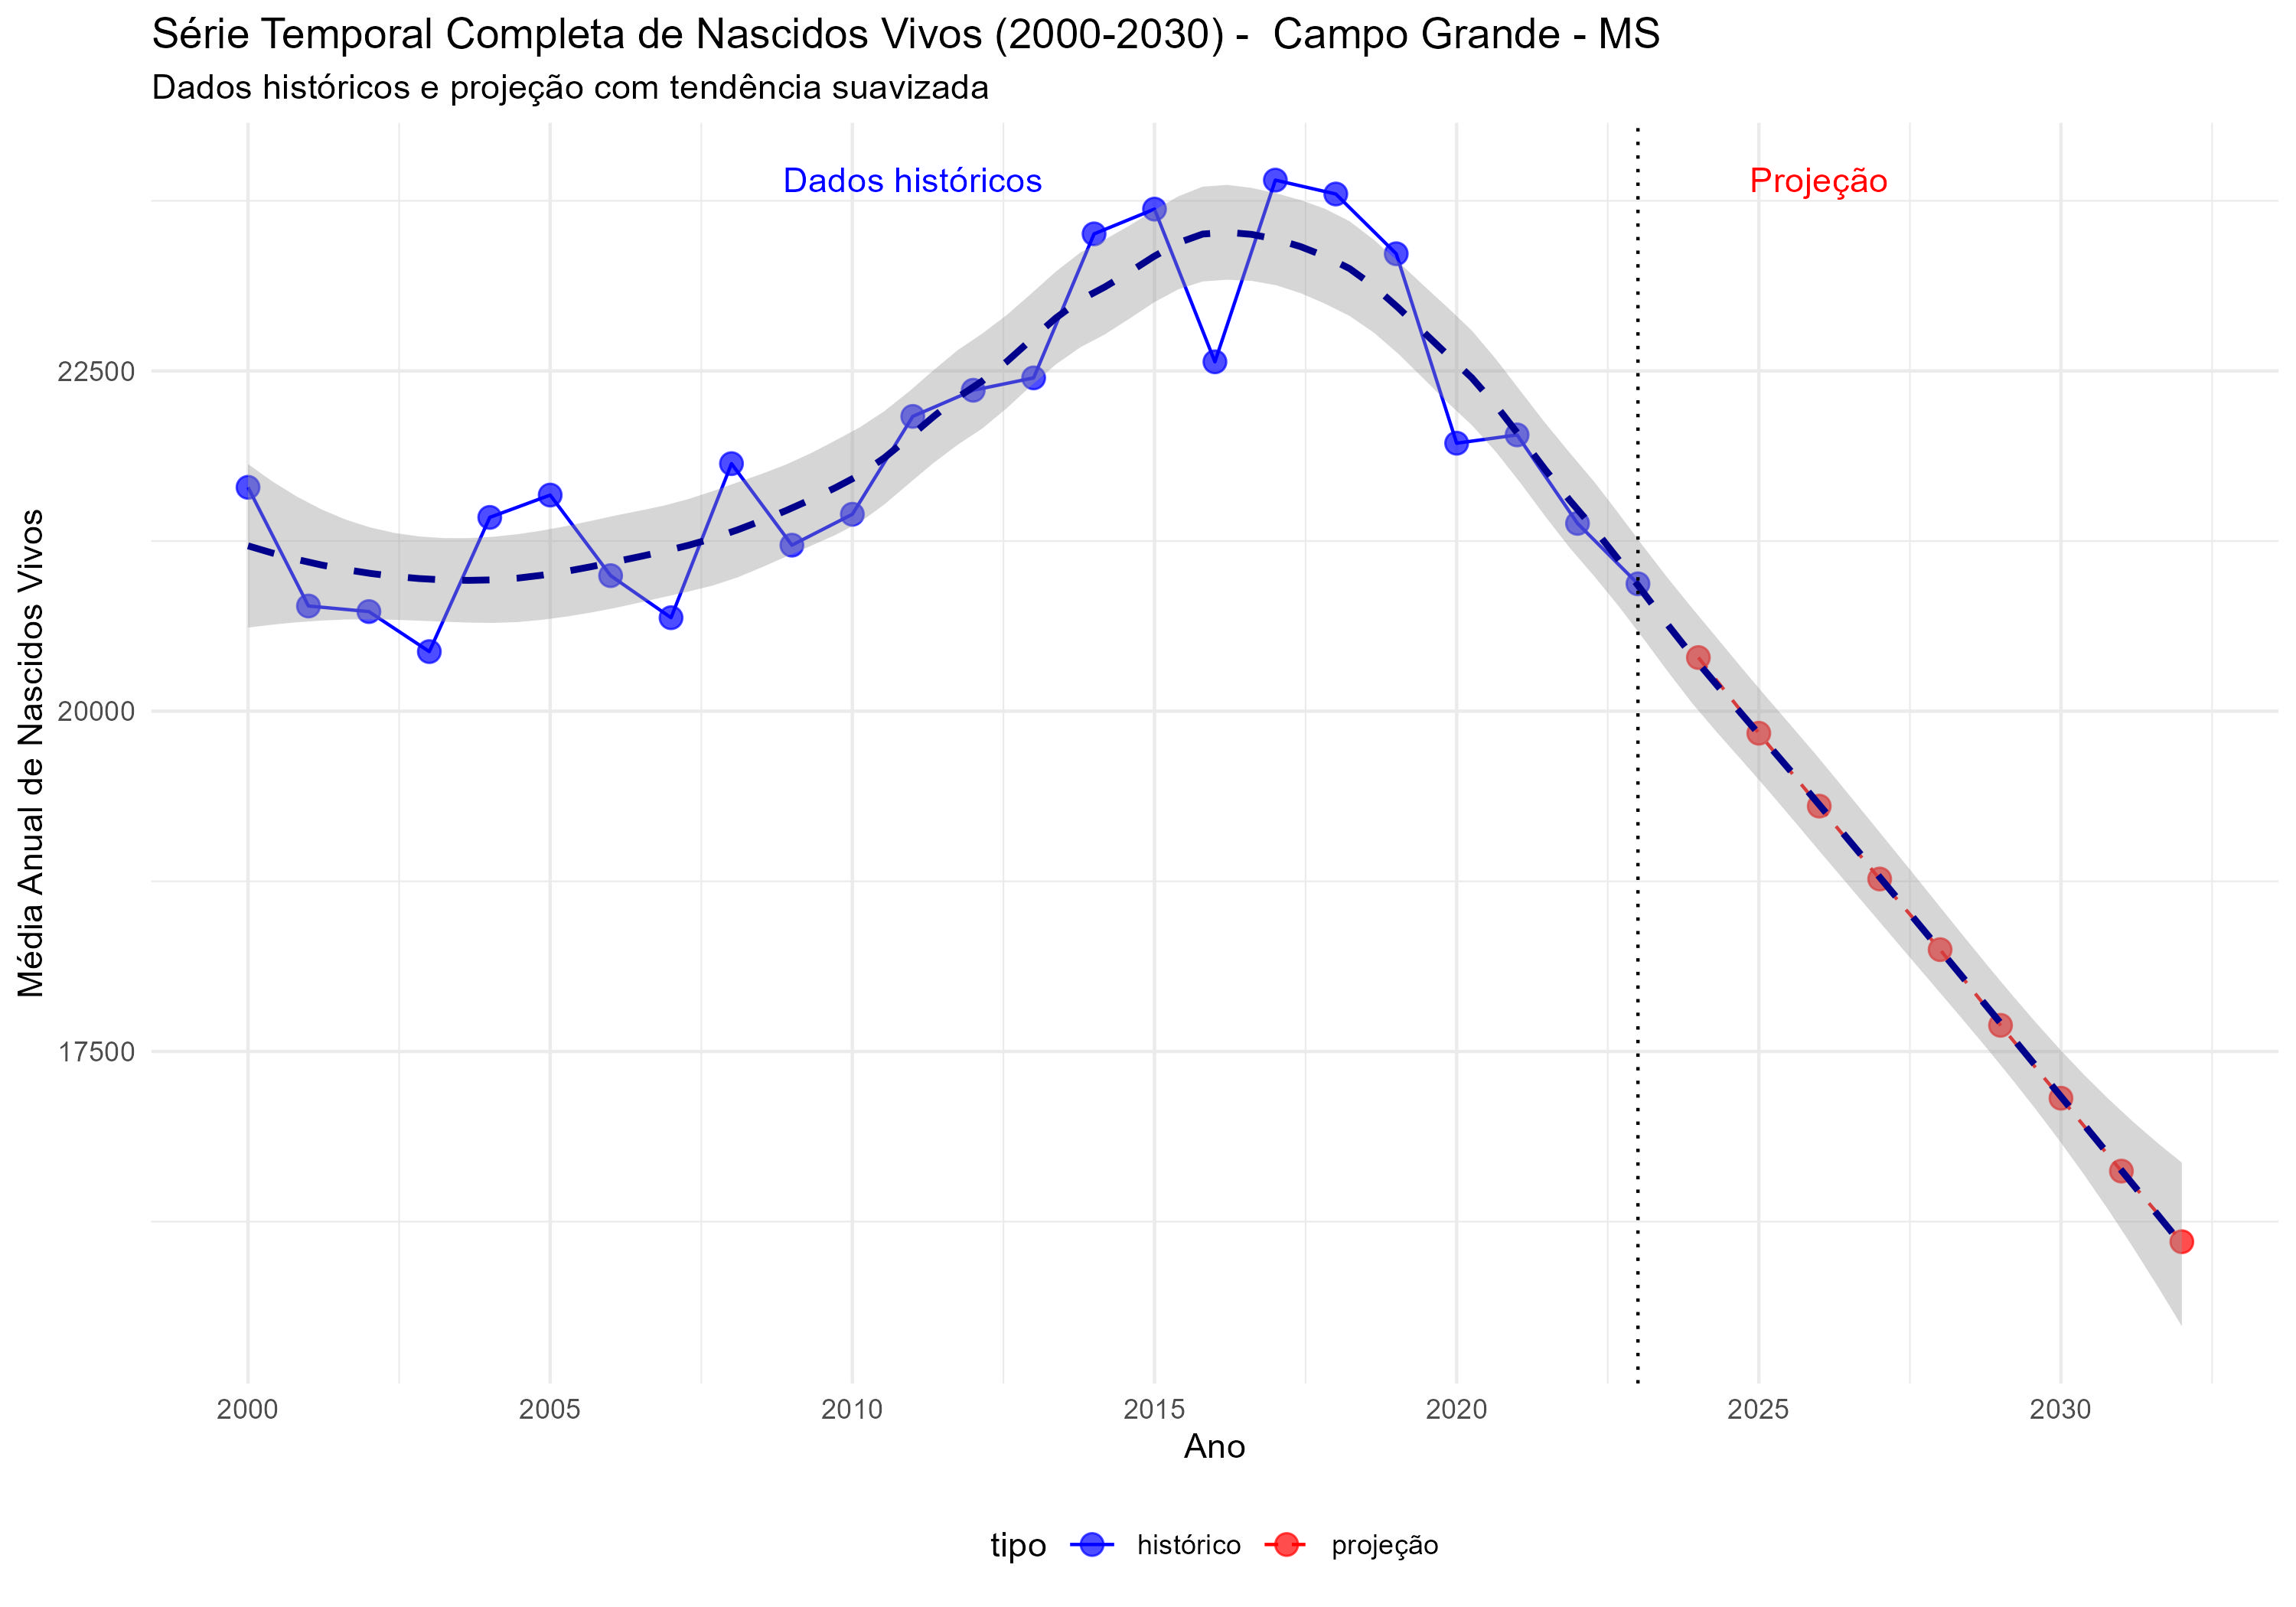 Série Temporal Completa de Nascidos Vivos (2000-2030) -  Campo Grande - MS
Dados históricos e projeção com tendência suavizada
Dados históricos
Projeção
Média Anual de Nascidos Vivos
22500
20000
17500
2000 2005 2010 2015 2020 2025 2030
Ano
tipo histórico projeção